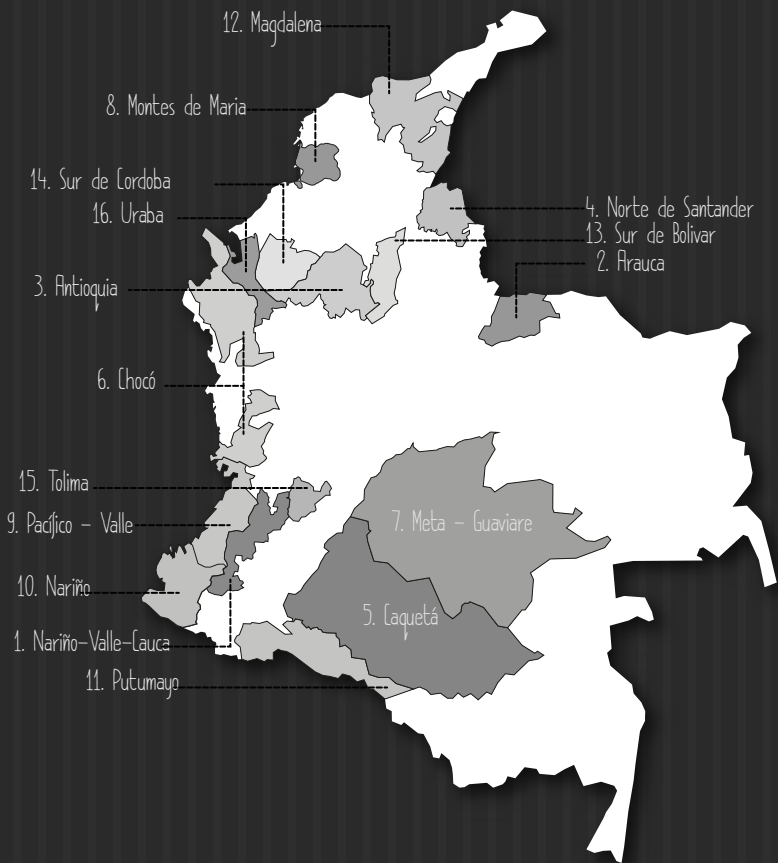 12. Magdalena
8. Montes de Maria
14. Sur de Cordoba
16. Uraba
4. Norte de Santander
13. Sur de Bolivar
2. Arauca
3. Antioquia
6. Chocó
15. Tolima
9. Pacífico - Valle
7. Meta - Guaviare
10. Nariño
5. Caquetá
1. Nariño-Valle-Cauca
11. Putumayo